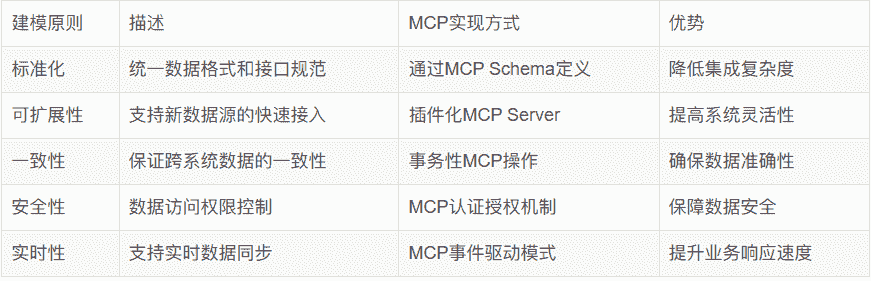 建模原则 描述 MCP实现方式 优势
标准化 统一数据格式和接口规范 通过MCP Schema定义 降低集成复杂度
可扩展性 支持新数据源的快速接入 插件化MCP Server 提高系统灵活性
一致性 保证跨系统数据的一致性 事务性MCP操作 确保数据准确性
安全性 数据访问权限控制 MCP认证授权机制 保障数据安全
实时性 支持实时数据同步 MCP事件驱动模式 提升业务响应速度